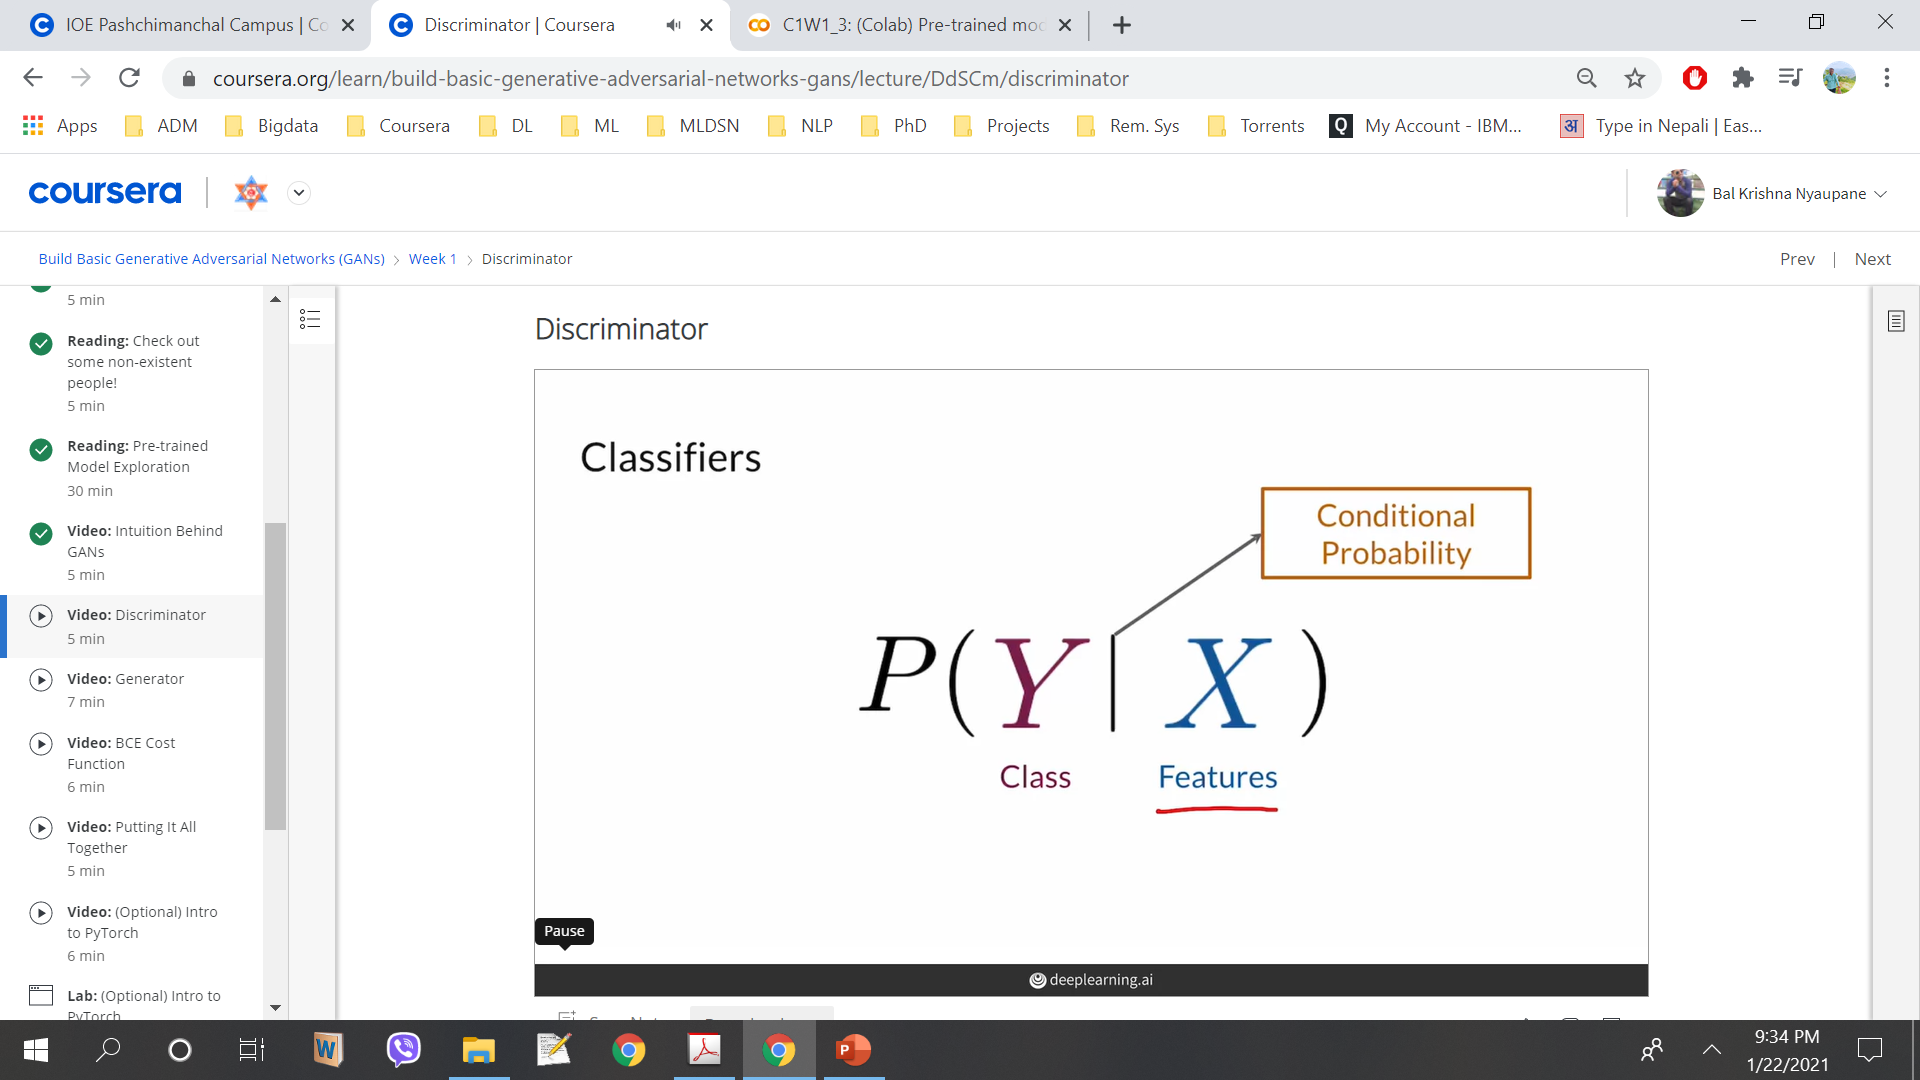 IOE Pashchimanchal Campus | Co
Discriminator | Coursera
C1W1_3: (Colab) Pre-trained mod
coursera.org/learn/build-basic-generative-adversarial-networks-gans/lecture/DdSCm/discriminator
Apps ADM Bigdata Coursera DL ML MLDSN NLP PhD Projects Rem. Sys Torrents Q My Account - IBM... अ Type in Nepali | Eas...
coursera
Bal Krishna Nyaupane
Build Basic Generative Adversarial Networks (GANs) > Week 1 > Discriminator
Prev | Next
5 min
Reading: Check out
some non-existent
people!
5 min
Reading: Pre-trained
Model Exploration
30 min
Video: Intuition Behind
GANs
5 min
Video: Discriminator
5 min
Video: Generator
7 min
Video: BCE Cost
Function
6 min
Video: Putting It All
Together
5 min
Video: (Optional) Intro
to PyTorch
6 min
Lab: (Optional) Intro to
PyTorch
Discriminator
Classifiers
Conditional
Probability
P(Y | X)
Class Features
Pause
deeplearning.ai
9:34 PM
1/22/2021